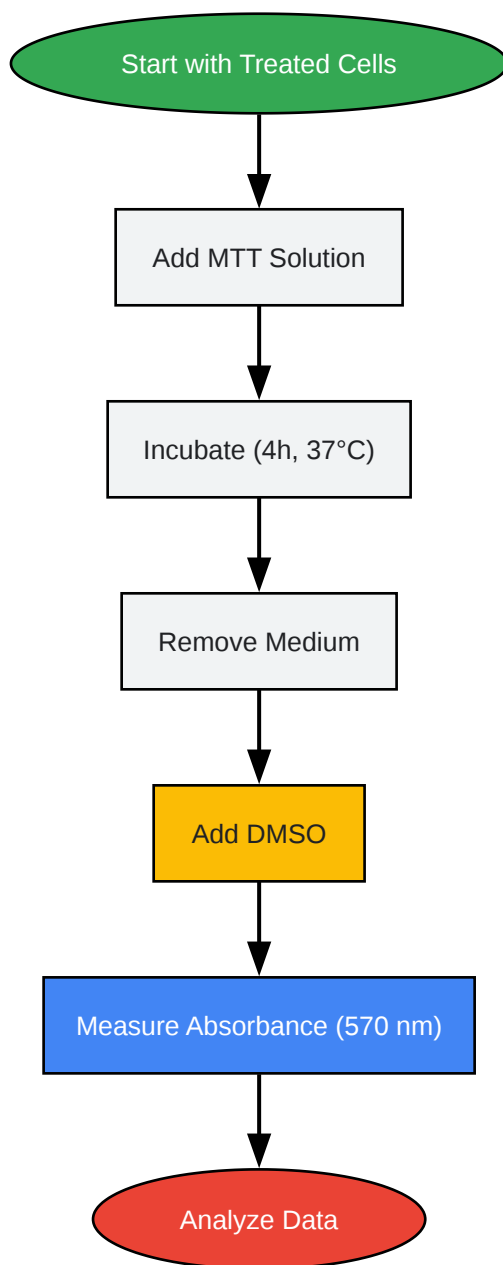 Start with Treated Cells
Add MTT Solution
Incubate (4h, 37°C)
Remove Medium
Add DMSO
Measure Absorbance (570 nm)
Analyze Data